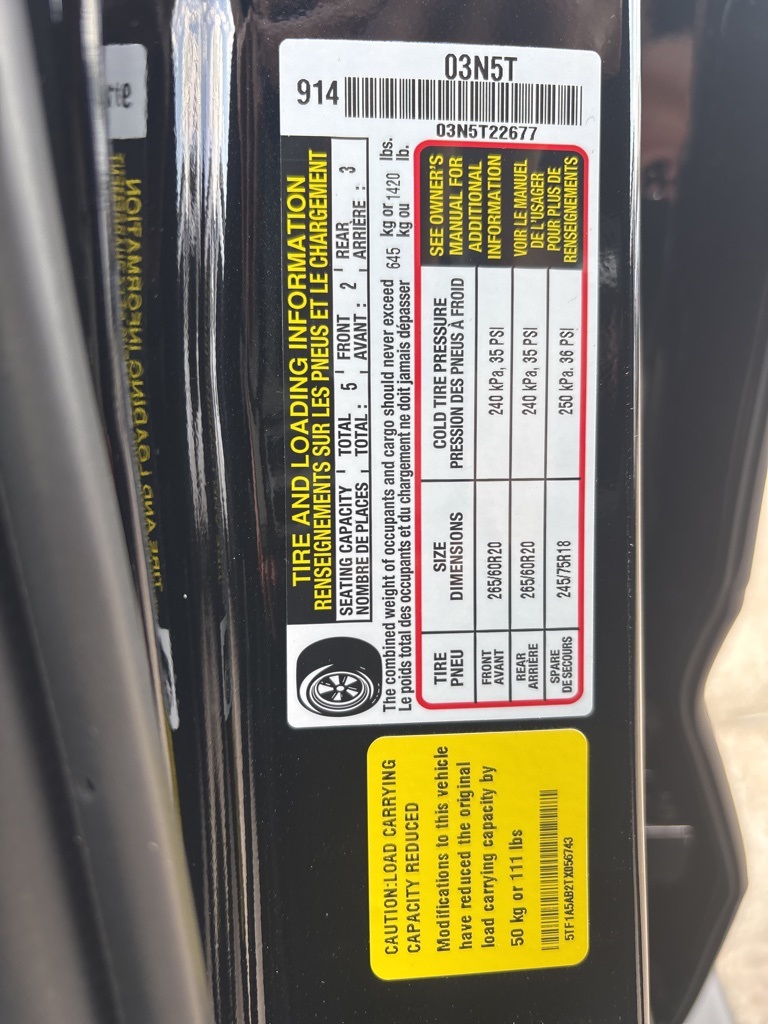 03N5T
914
03N5T22677
TIRE AND LOADING INFORMATION
RENSEIGNEMENTS SUR LES PNEUS ET LE CHARGEMENT
SEATING CAPACITY TOTAL 5 FRONT 2 REAR 3
NOMBRE DE PLACES TOTAL : AVANT : ARRIÈRE :
The combined weight of occupants and cargo should never exceed 645 kg or 1420 lbs.
Le poids total des occupants et du chargement ne doit jamais dépasser kg ou lb.
TIRE SIZE COLD TIRE PRESSURE
PNEU DIMENSIONS PRESSION DES PNEUS À FROID
FRONT
AVANT
265/60R20 240 kPa, 35 PSI
REAR
ARRIÈRE
265/60R20 240 kPa, 35 PSI
SPARE
DE SECOURS
245/75R18 250 kPa. 36 PSI
SEE OWNER'S
MANUAL FOR
ADDITIONAL
INFORMATION
VOIR LE MANUEL
DE L'USAGER
POUR PLUS DE
RENSEIGNEMENTS
CAUTION:LOAD CARRYING
CAPACITY REDUCED
Modifications to this vehicle
have reduced the original
load carrying capacity by
50 kg or 111 lbs
5TF1A5AB2TX056743